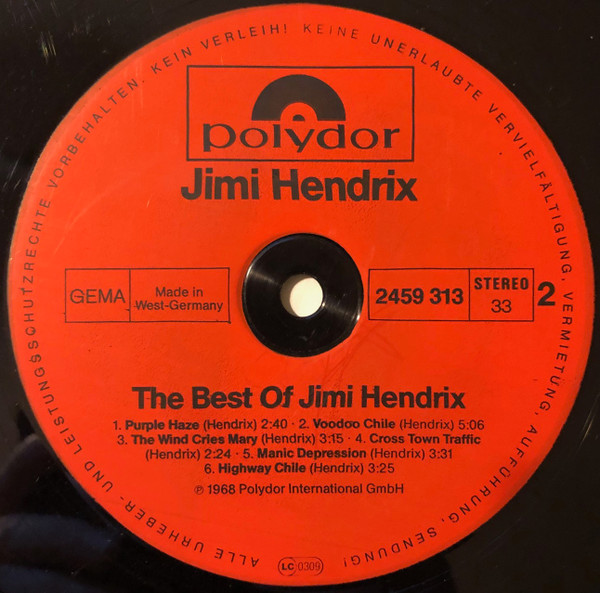 ALLE URHEBER- UND LEISTUNGSSCHUTZRECHTE VORBEHALTEN. KEIN VERLEIH! KEINE UNERLAUBTE VERVIELFÄLTIGUNG, VERMIETUNG, AUFFÜHRUNG, SENDUNG!
polydor
Jimi Hendrix
GEMA
Made in
West-Germany
2459 313
STEREO
33
2
The Best Of Jimi Hendrix
1. Purple Haze (Hendrix) 2:40 · 2. Voodoo Chile (Hendrix) 5:06
3. The Wind Cries Mary (Hendrix) 3:15 · 4. Cross Town Traffic
(Hendrix) 2:24 · 5. Manic Depression (Hendrix) 3:31
6. Highway Chile (Hendrix) 3:25
℗ 1968 Polydor International GmbH
LC 0309